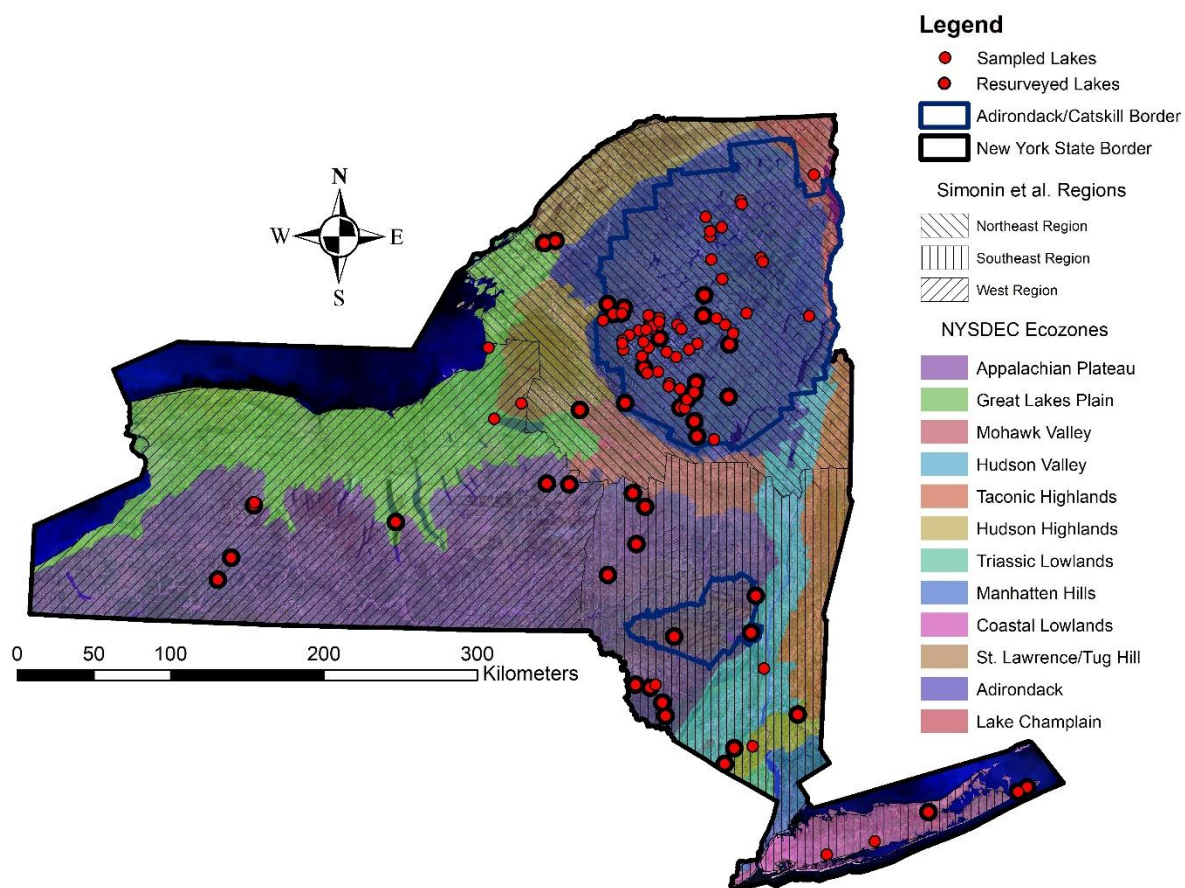 Legend
Sampled Lakes
Resurveyed Lakes
Adirondack/Catskill Border
New York State Border
Simonin et al. Regions
Northeast Region
Southeast Region
West Region
NYSDEC Ecozones
Appalachian Plateau
Great Lakes Plain
Mohawk Valley
Hudson Valley
Taconic Highlands
Hudson Highlands
Triassic Lowlands
Manhatten Hills
Coastal Lowlands
St. Lawrence/Tug Hill
Adirondack
Lake Champlain
N
W E
S
0 50 100 200 300
Kilometers